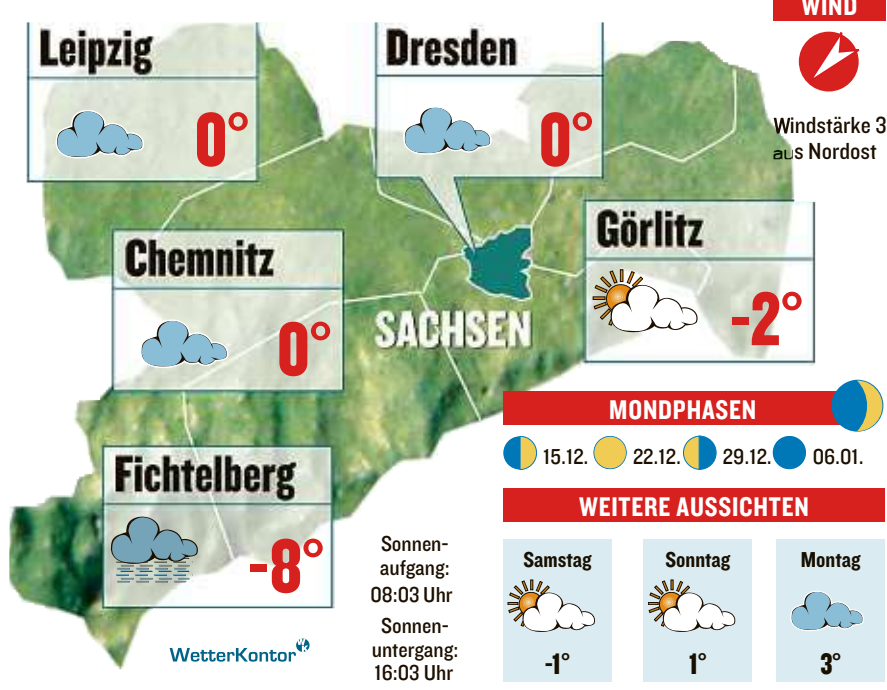 WIND
Windstärke 3
aus Nordost
Leipzig
0°
Dresden
0°
Görlitz
-2°
Chemnitz
0°
SACHSEN
Fichtelberg
-8°
MONDPHASEN
15.12. 22.12. 29.12. 06.01.
WEITERE AUSSICHTEN
Samstag
-1°
Sonntag
1°
Montag
3°
Sonnen-
aufgang:
08:03 Uhr
Sonnen-
untergang:
16:03 Uhr
WetterKontor